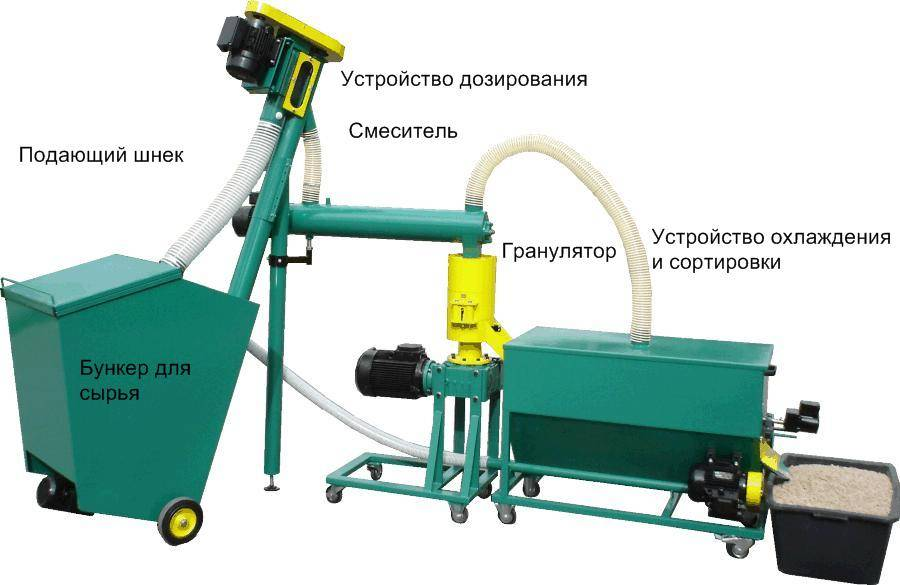 Устройство дозирования
Смеситель
Подающий шнек
Гранулятор
Устройство охлаждения
и сортировки
Бункер для
сырья